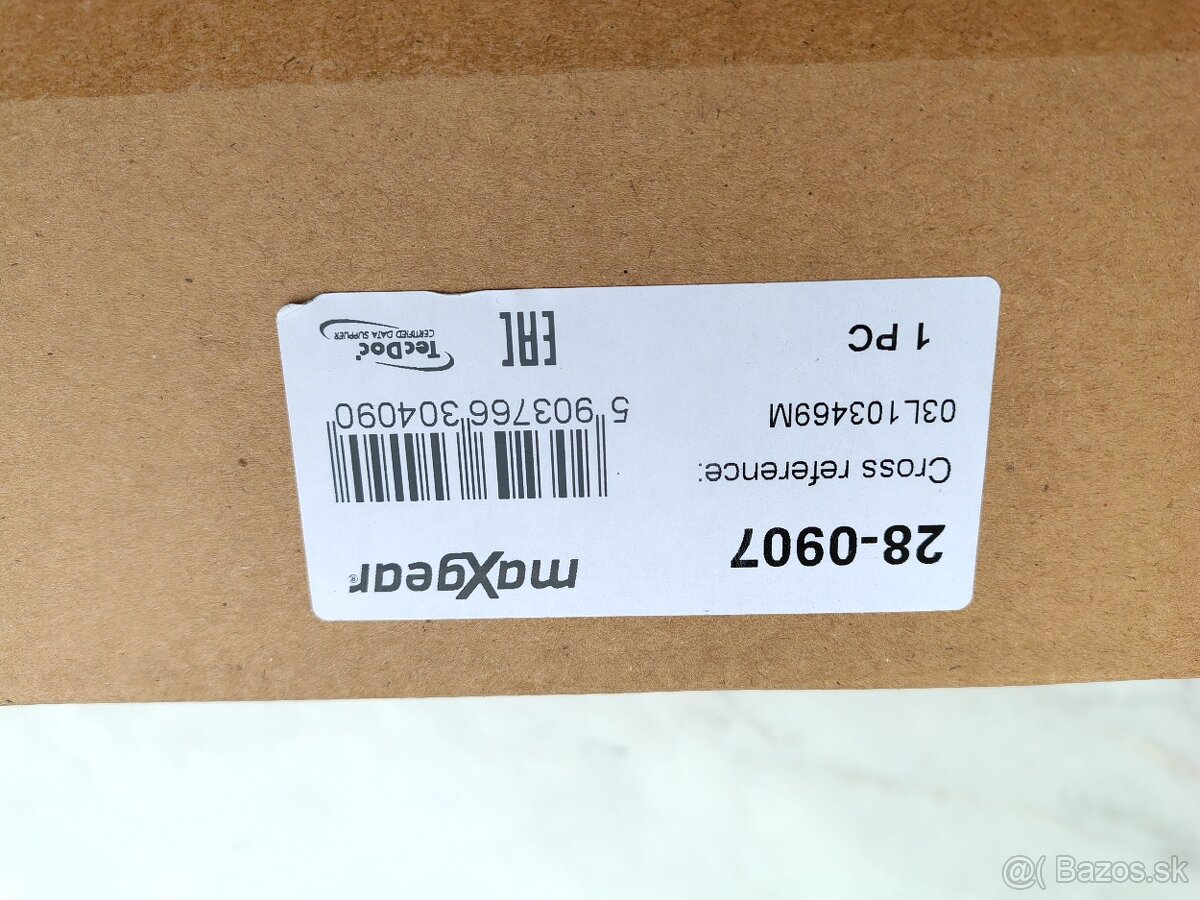 28-0907
maxgear®
Cross reference:
03L103469M
5 903766 304090
1 PC
EAC
TecDoc®
CERTIFIED DATA SUPPLIER
@( Bazos.sk